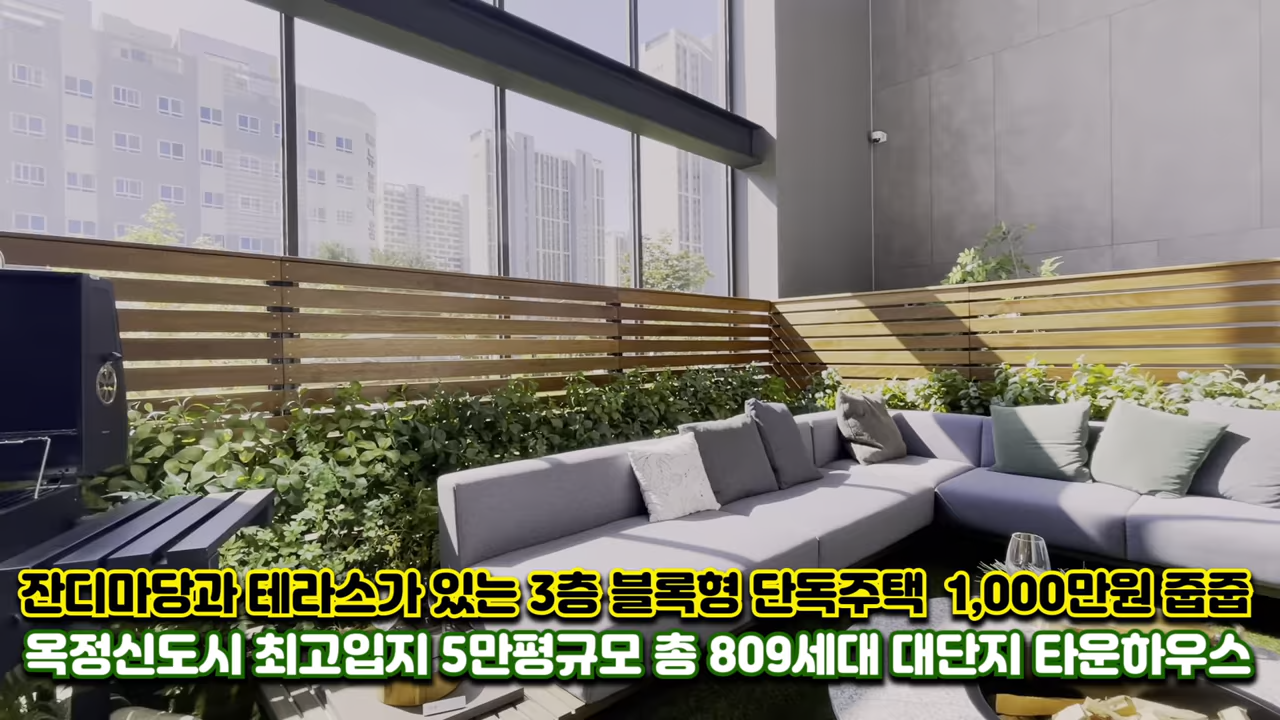 잔디마당과 테라스가 있는 3층 블록형 단독주택 1,000만원 줍줍
옥정신도시 최고입지 5만평규모 총 809세대 대단지 타운하우스